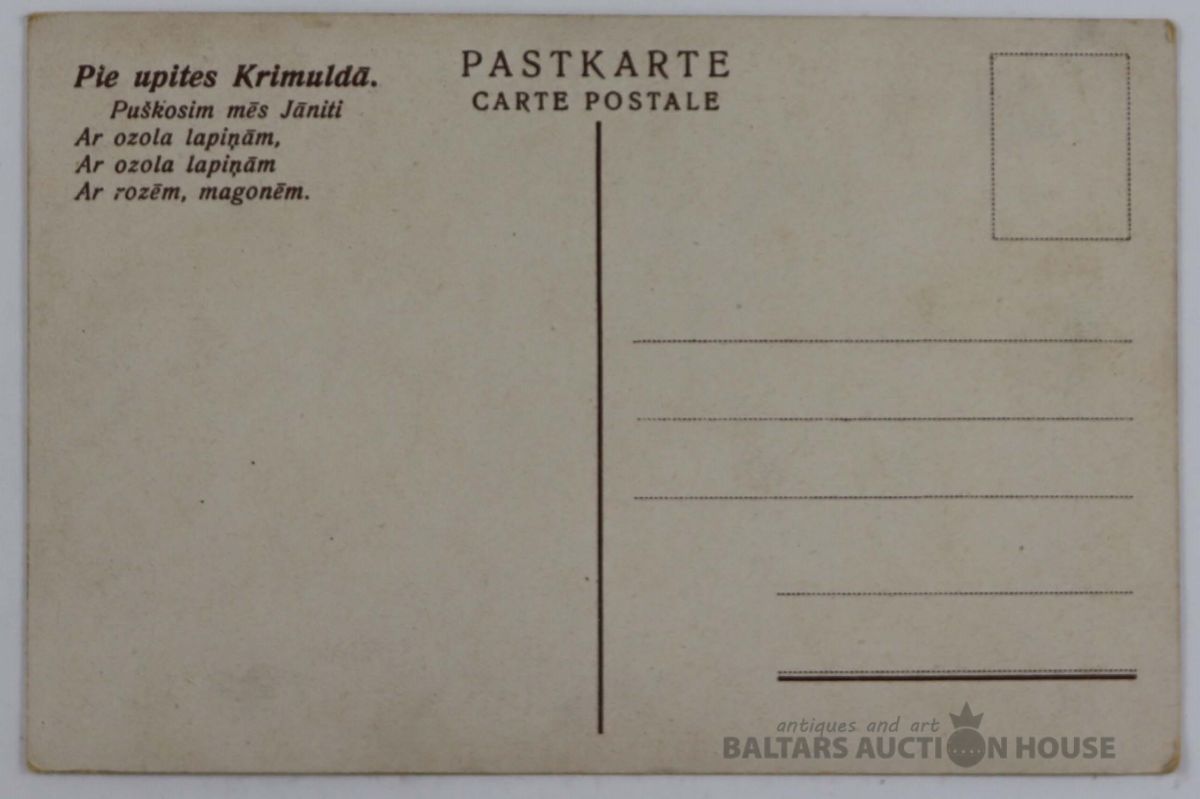 Pie upites Krimuldā.
Puškosim mēs Jāniti
Ar ozola lapiņām,
Ar ozola lapiņām
Ar rozēm, magonēm.
PASTKARTE
CARTE POSTALE
antiques and art
BALTARS AUCTION HOUSE